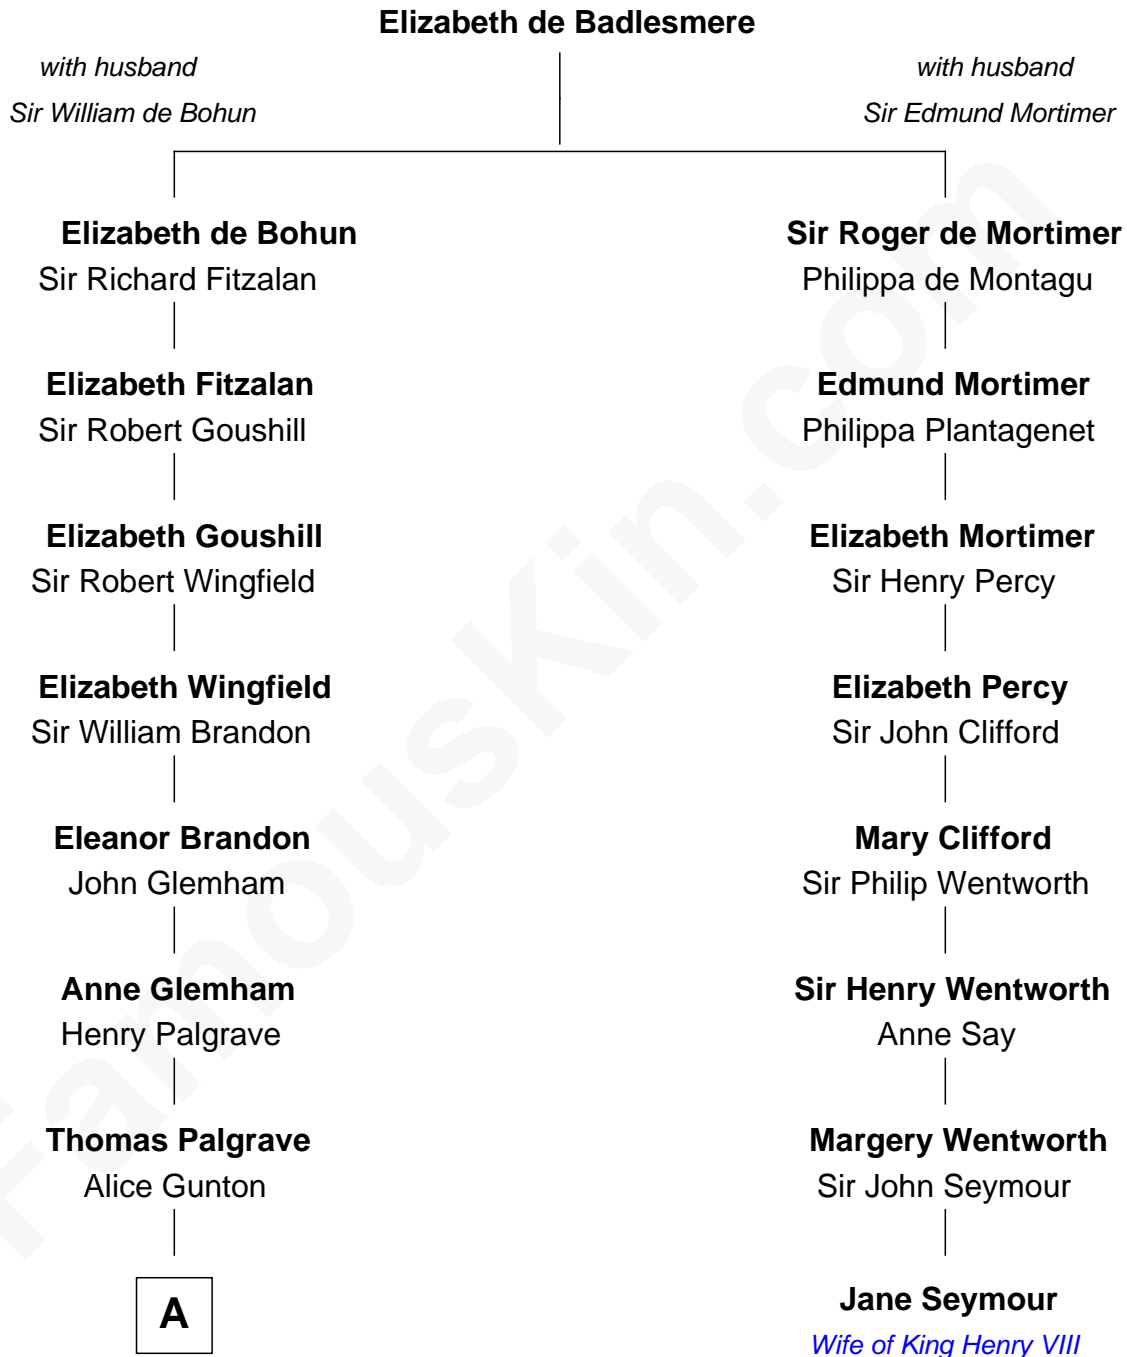 Elizabeth de Badlesmere
with husband
Sir William de Bohun
with husband
Sir Edmund Mortimer
Elizabeth de Bohun
Sir Richard Fitzalan
Elizabeth Fitzalan
Sir Robert Goushill
Elizabeth Goushill
Sir Robert Wingfield
Elizabeth Wingfield
Sir William Brandon
Eleanor Brandon
John Glemham
Anne Glemham
Henry Palgrave
Thomas Palgrave
Alice Gunton
A
Sir Roger de Mortimer
Philippa de Montagu
Edmund Mortimer
Philippa Plantagenet
Elizabeth Mortimer
Sir Henry Percy
Elizabeth Percy
Sir John Clifford
Mary Clifford
Sir Philip Wentworth
Sir Henry Wentworth
Anne Say
Margery Wentworth
Sir John Seymour
Jane Seymour
Wife of King Henry VIII
FamousKin.com